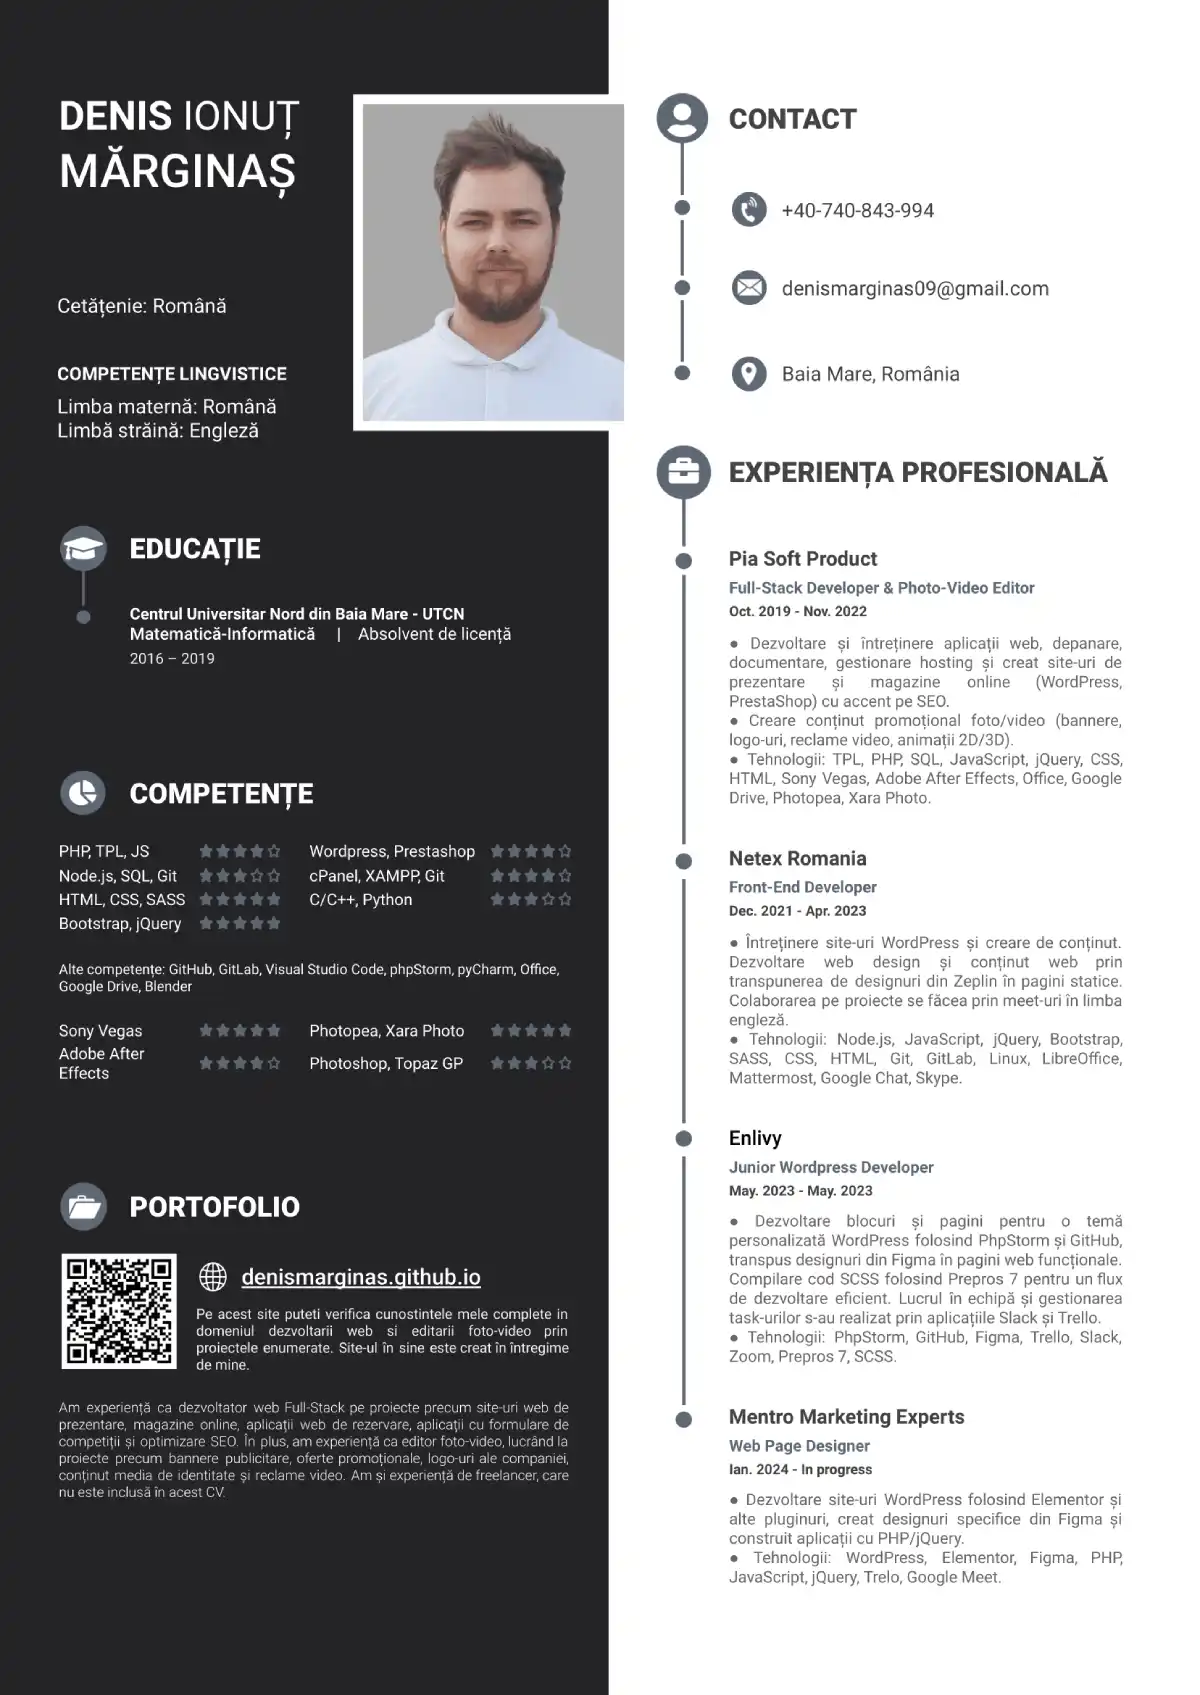 DENIS IONUȚ
MĂRGINAȘ
Cetățenie: Română
COMPETENȚE LINGVISTICE
Limba maternă: Română
Limbă străină: Engleză
EDUCAȚIE
Centrul Universitar Nord din Baia Mare - UTCN
Matematică-Informatică | Absolvent de licență
2016 – 2019
COMPETENȚE
PHP, TPL, JS
Wordpress, Prestashop
Node.js, SQL, Git
cPanel, XAMPP, Git
HTML, CSS, SASS
C/C++, Python
Bootstrap, jQuery
Alte competențe: GitHub, GitLab, Visual Studio Code, phpStorm, pyCharm, Office,
Google Drive, Blender
Sony Vegas
Photopea, Xara Photo
Adobe After
Effects
Photoshop, Topaz GP
PORTOFOLIO
denismarginas.github.io
Pe acest site puteti verifica cunostintele mele complete in
domeniul dezvoltarii web si editarii foto-video prin
proiectele enumerate. Site-ul în sine este creat în întregime
de mine.
Am experiență ca dezvoltator web Full-Stack pe proiecte precum site-uri web de
prezentare, magazine online, aplicații web de rezervare, aplicații cu formulare de
competiții și optimizare SEO. În plus, am experiență ca editor foto-video, lucrând la
proiecte precum bannere publicitare, oferte promoționale, logo-uri ale companiei,
conținut media de identitate și reclame video. Am și experiență de freelancer, care
nu este inclusă în acest CV.
CONTACT
+40-740-843-994
denismarginas09@gmail.com
Baia Mare, România
EXPERIENȚA PROFESIONALĂ
Pia Soft Product
Full-Stack Developer & Photo-Video Editor
Oct. 2019 - Nov. 2022
● Dezvoltare și întreținere aplicații web, depanare,
documentare, gestionare hosting și creat site-uri de
prezentare și magazine online (WordPress,
PrestaShop) cu accent pe SEO.
● Creare conținut promoțional foto/video (bannere,
logo-uri, reclame video, animații 2D/3D).
● Tehnologii: TPL, PHP, SQL, JavaScript, jQuery, CSS,
HTML, Sony Vegas, Adobe After Effects, Office, Google
Drive, Photopea, Xara Photo.
Netex Romania
Front-End Developer
Dec. 2021 - Apr. 2023
● Întreținere site-uri WordPress și creare de conținut.
Dezvoltare web design și conținut web prin
transpunerea de designuri din Zeplin în pagini statice.
Colaborarea pe proiecte se făcea prin meet-uri în limba
engleză.
● Tehnologii: Node.js, JavaScript, jQuery, Bootstrap,
SASS, CSS, HTML, Git, GitLab, Linux, LibreOffice,
Mattermost, Google Chat, Skype.
Enlivy
Junior Wordpress Developer
May. 2023 - May. 2023
● Dezvoltare blocuri și pagini pentru o temă
personalizată WordPress folosind PhpStorm și GitHub,
transpus designuri din Figma în pagini web funcționale.
Compilare cod SCSS folosind Prepros 7 pentru un flux
de dezvoltare eficient. Lucrul în echipă și gestionarea
task-urilor s-au realizat prin aplicațiile Slack și Trello.
● Tehnologii: PhpStorm, GitHub, Figma, Trello, Slack,
Zoom, Prepros 7, SCSS.
Mentro Marketing Experts
Web Page Designer
Ian. 2024 - In progress
● Dezvoltare site-uri WordPress folosind Elementor și
alte pluginuri, creat designuri specifice din Figma și
construit aplicații cu PHP/jQuery.
● Tehnologii: WordPress, Elementor, Figma, PHP,
JavaScript, jQuery, Trelo, Google Meet.